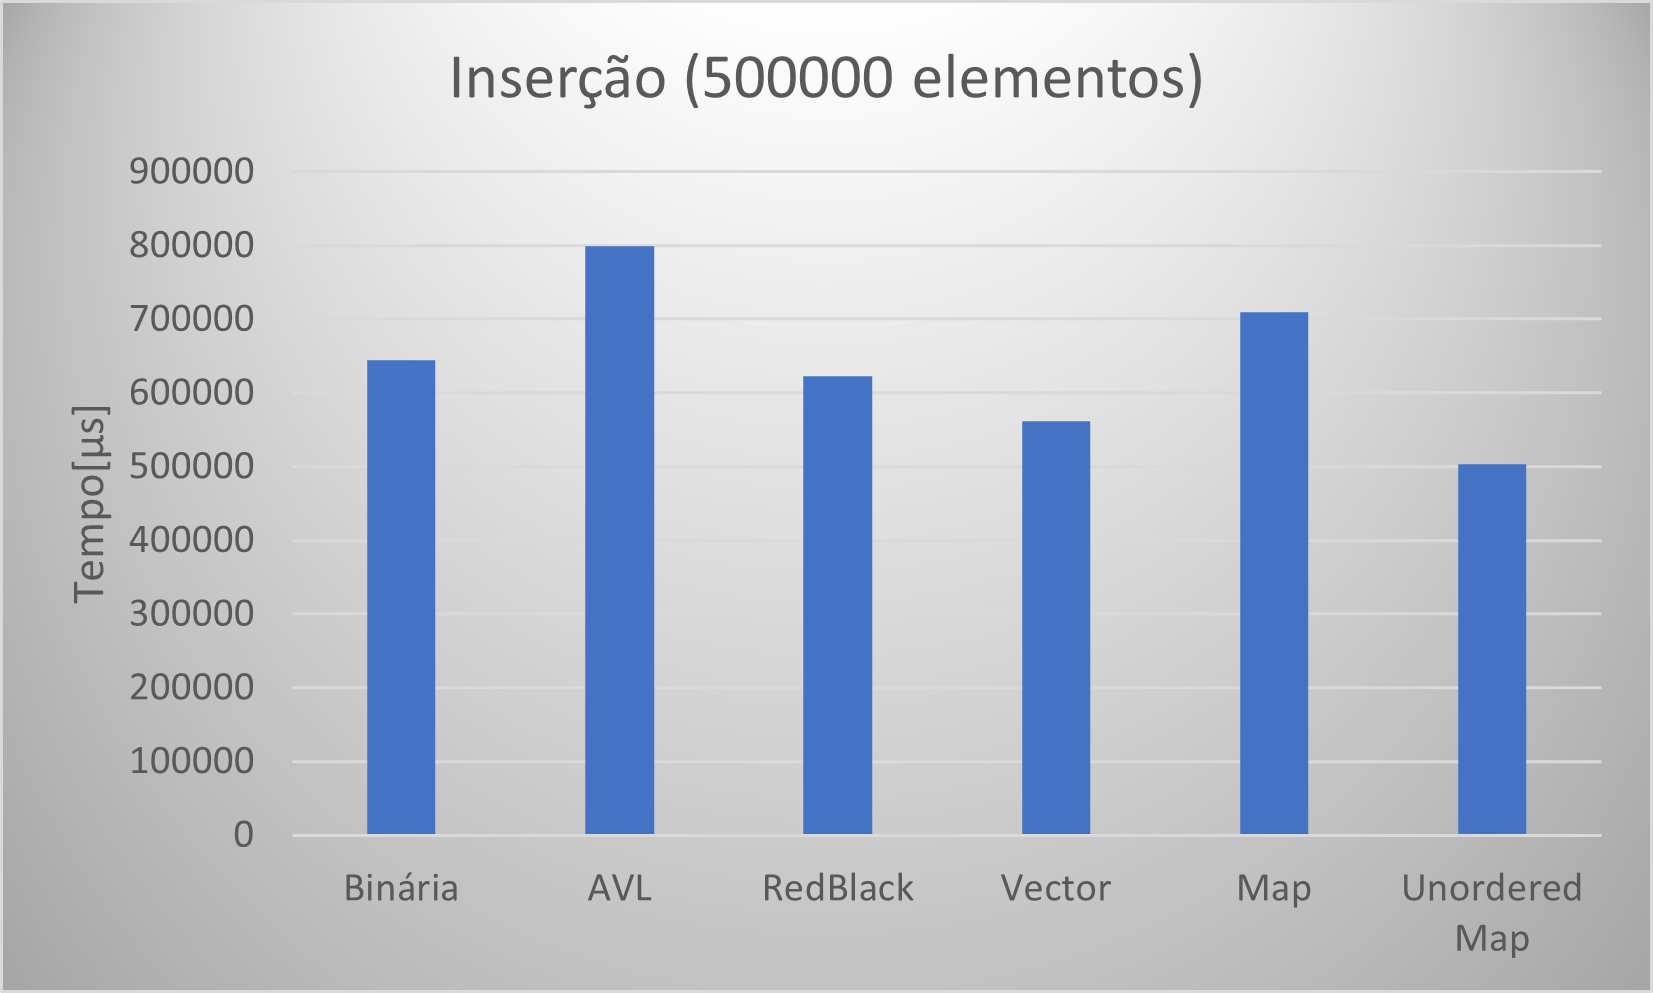 Inserção (500000 elementos)
900000
800000
700000
600000
500000
400000
300000
200000
100000
0
Tempo[µs]
Binária
AVL
RedBlack
Vector
Map
Unordered
Map